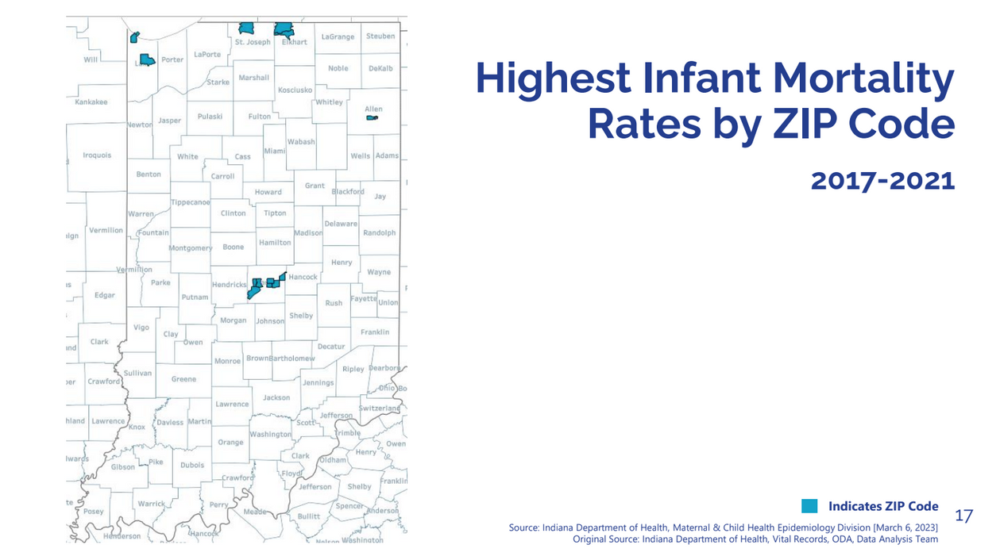 Highest Infant Mortality
Rates by ZIP Code
2017-2021
Will
Porter
LaPorte
St. Joseph
Elkhart
LaGrange
Steuben
Noble
DeKalb
Starke
Marshall
Kosciusko
Kankakee
Whitley
Allen
Newton
Jasper
Pulaski
Fulton
Wabash
Miami
Iroquois
White
Cass
Wells
Adams
Benton
Carroll
Grant
Blackford
Howard
Jay
Tippecanoe
Warren
Clinton
Tipton
Delaware
Vermilion
Fountain
Madison
Randolph
Montgomery
Boone
Hamilton
Henry
Vermillion
Wayne
Parke
Hendricks
Hancock
Edgar
Putnam
Rush
Fayette
Union
Morgan
Johnson
Shelby
Vigo
Clay
Franklin
Clark
Owen
Decatur
Monroe
Brown
Bartholomew
Ripley
Dearborn
Sullivan
Crawford
Greene
Jennings
Ohio
Jackson
Lawrence
Switzerland
Jefferson
Lawrence
Knox
Daviess
Martin
Scott
Washington
Trimble
Orange
Owen
Henry
Clark
Oldham
Gibson
Pike
Dubois
Floyd
Crawford
Franklin
Jefferson
Shelby
Warrick
Perry
Spencer
Anderson
Posey
Meade
Bullitt
Henderson
Hancock
Nelson
Washington
Indicates ZIP Code
17
Source: Indiana Department of Health, Maternal & Child Health Epidemiology Division [March 6, 2023]
Original Source: Indiana Department of Health, Vital Records, ODA, Data Analysis Team